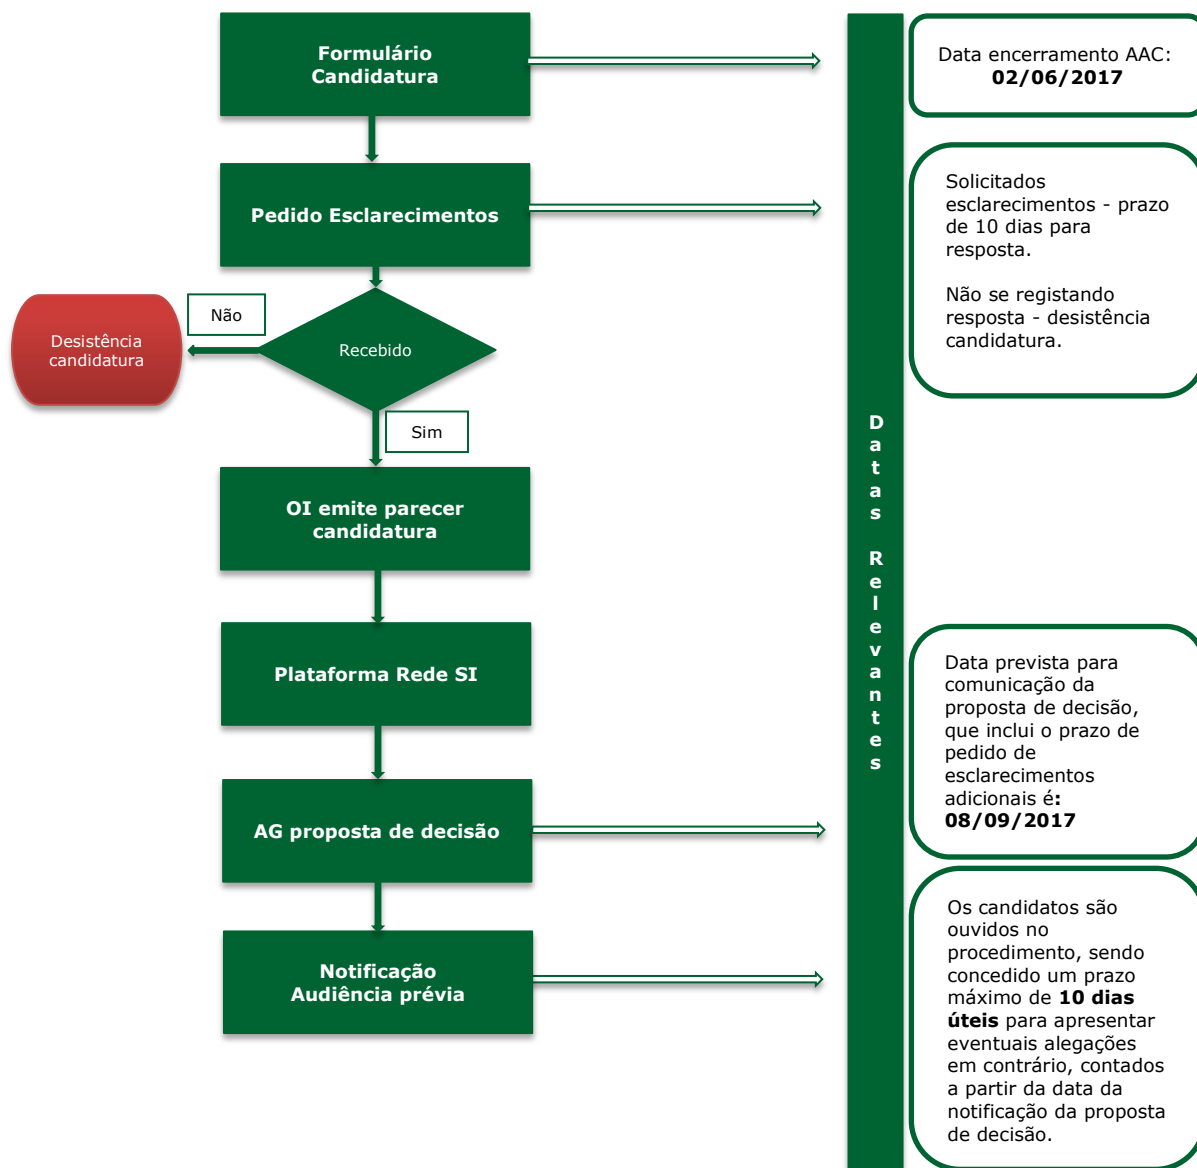 Formulário
Candidatura
Data encerramento AAC:
02/06/2017
Pedido Esclarecimentos
Solicitados
esclarecimentos - prazo
de 10 dias para
resposta.
Não se registando
resposta - desistência
candidatura.
Não
Desistência
candidatura
Recebido
Sim
OI emite parecer
candidatura
Plataforma Rede SI
AG proposta de decisão
Notificação
Audiência prévia
Datas Relevantes
Data prevista para
comunicação da
proposta de decisão,
que inclui o prazo de
pedido de
esclarecimentos
adicionais é:
08/09/2017
Os candidatos são
ouvidos no
procedimento, sendo
concedido um prazo
máximo de 10 dias
úteis para apresentar
eventuais alegações
em contrário, contados
a partir da data da
notificação da proposta
de decisão.